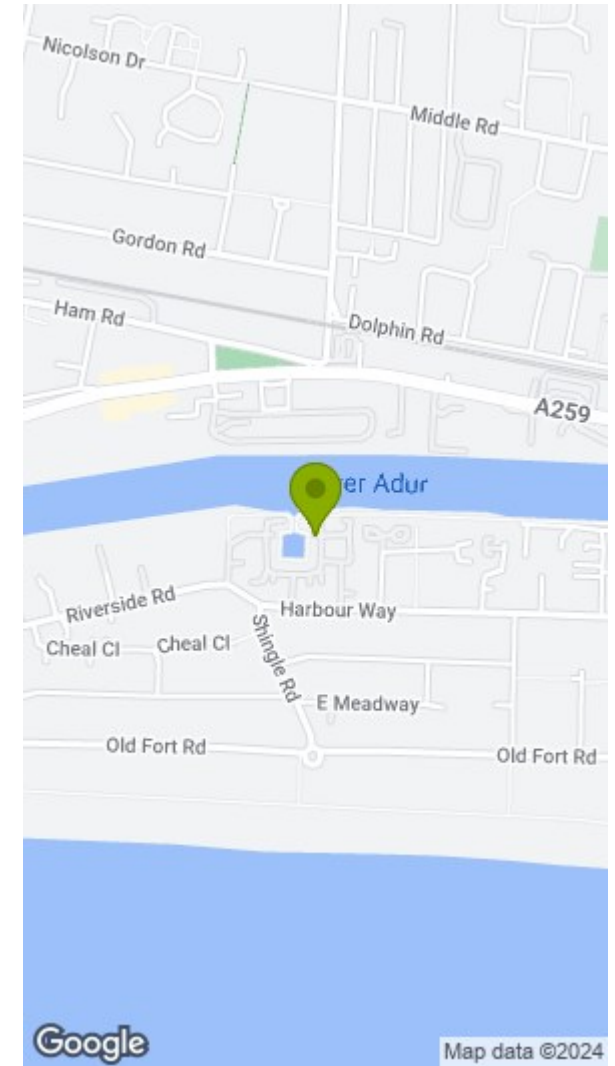 Nicolson Dr
Middle Rd
Gordon Rd
Ham Rd
Dolphin Rd
A259
er Adur
Riverside Rd
Harbour Way
Cheal Cl
Cheal Cl
Shingle Rd
E Meadway
Old Fort Rd
Old Fort Rd
Google
Map data ©2024